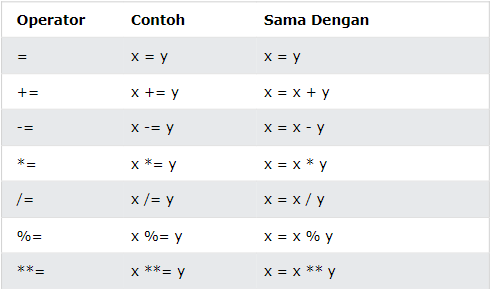 Operator Contoh Sama Dengan
= x = y x = y
+= x += y x = x + y
-= x -= y x = x - y
*= x *= y x = x * y
/= x /= y x = x / y
%= x %= y x = x % y
**= x **= y x = x ** y